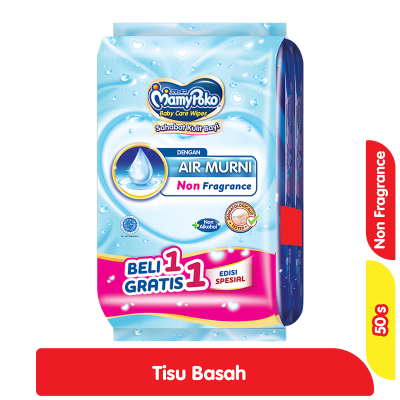 MamyPoko
Baby Care Wipes
Sahabat Kulit Bayi
DENGAN
AIR MURNI
Non Fragrance
Non
Alkohol
BELI 1
GRATIS 1
EDISI
SPESIAL
Non Fragrance
50 s
Tisu Basah